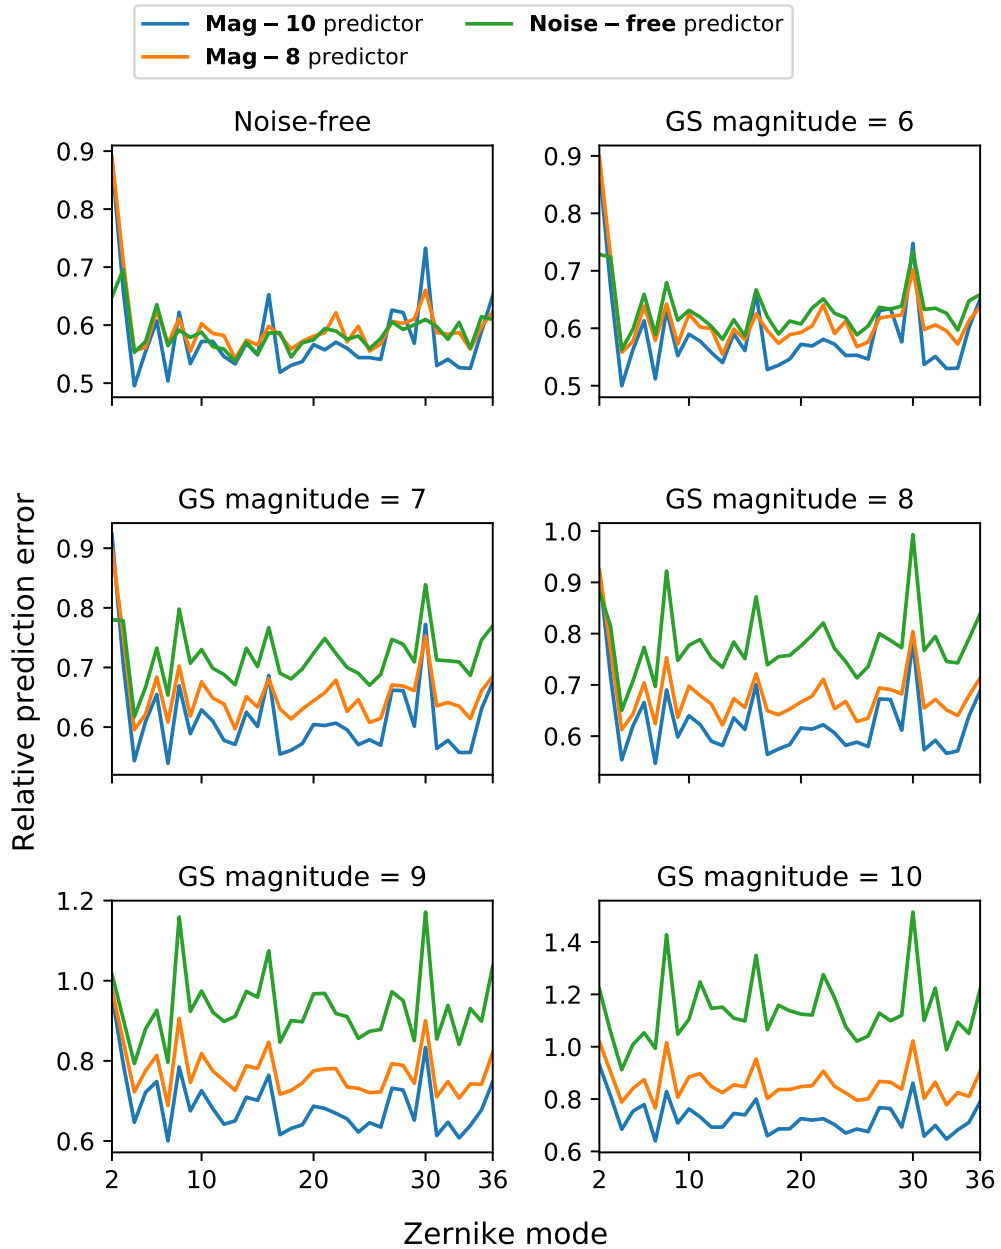 Mag − 10 predictor
Noise − free predictor
Mag − 8 predictor
Noise-free
GS magnitude = 6
0.9
0.8
0.7
0.6
0.5
0.9
0.8
0.7
0.6
0.5
GS magnitude = 7
GS magnitude = 8
0.9
0.8
0.7
0.6
1.0
0.9
0.8
0.7
0.6
Relative prediction error
GS magnitude = 9
GS magnitude = 10
1.2
1.0
0.8
0.6
1.4
1.2
1.0
0.8
0.6
2 10 20 30 36
2 10 20 30 36
Zernike mode